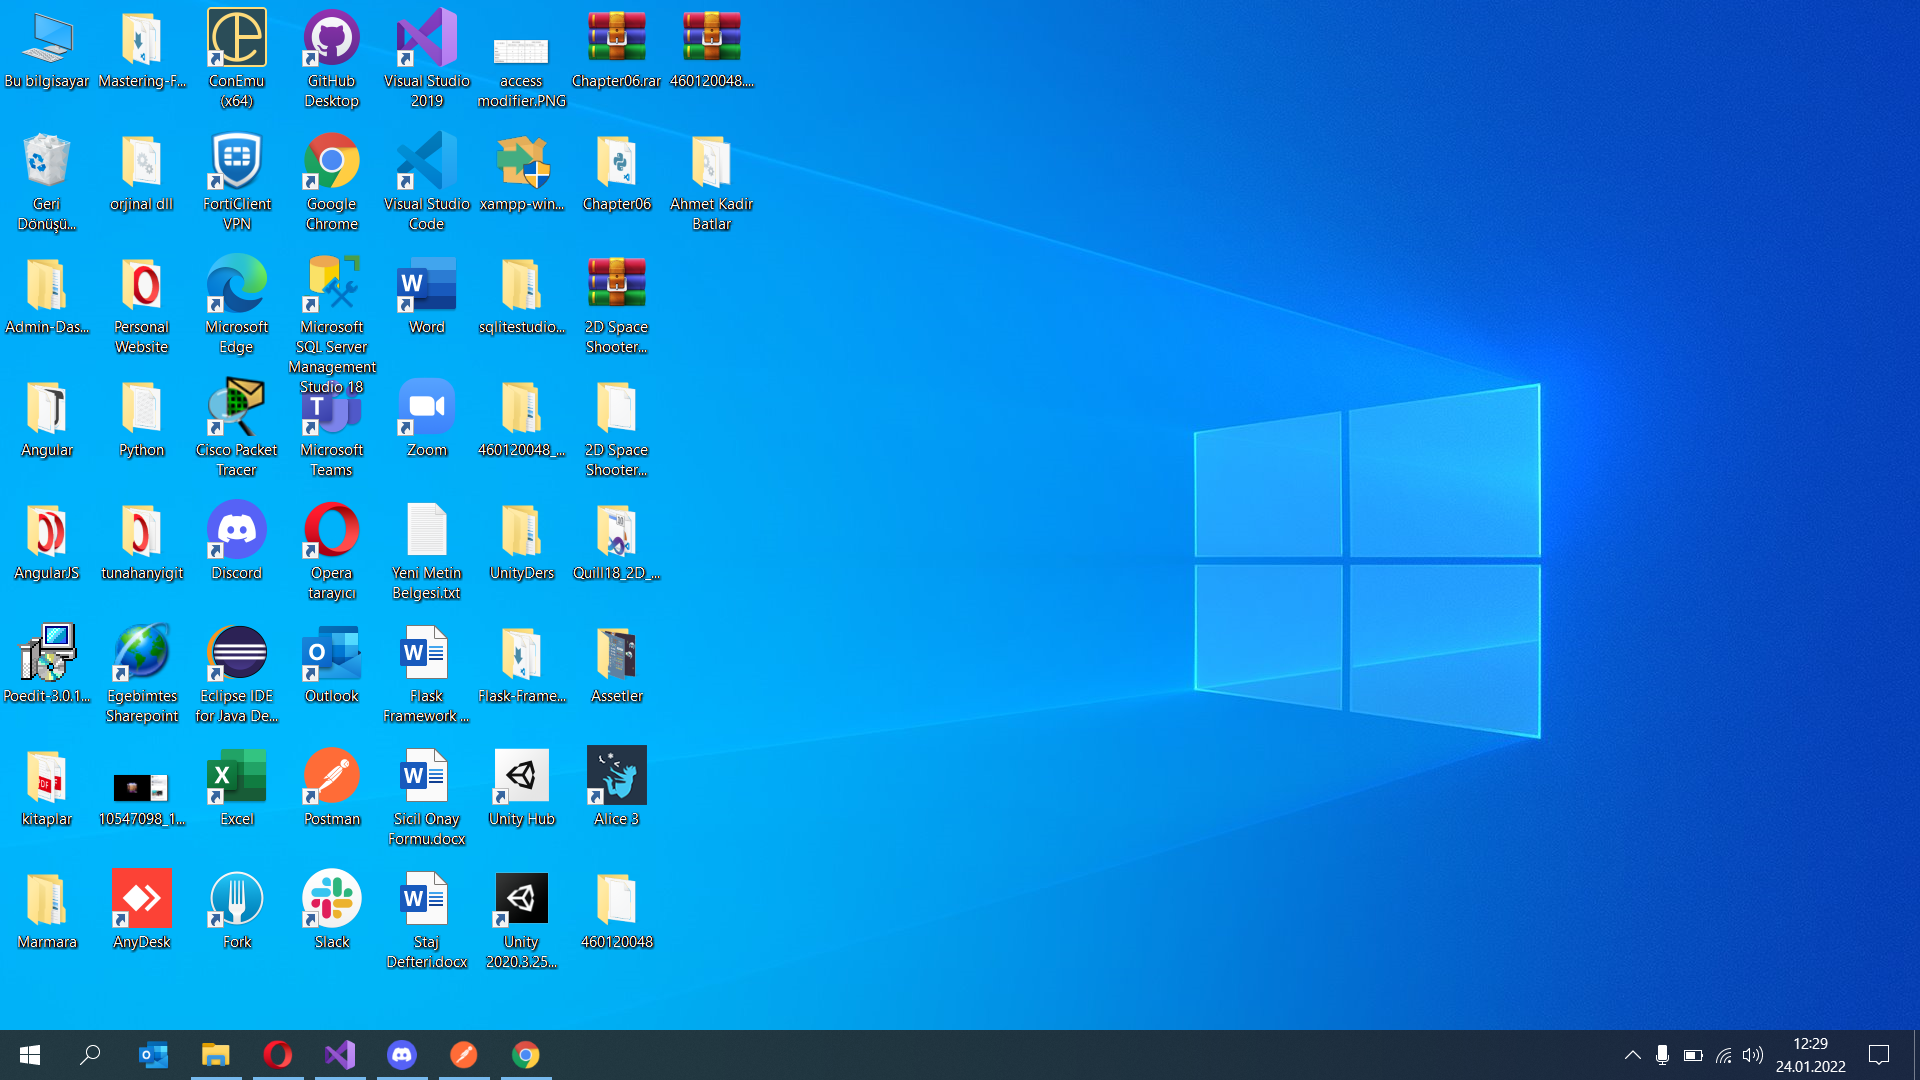 Bu bilgisayar
Mastering-F...
ConEmu
(x64)
GitHub
Desktop
Visual Studio
2019
access
modifier.PNG
Chapter06.rar
460120048....
Geri
Dönüşü...
orjinal dll
FortiClient
VPN
Google
Chrome
Visual Studio
Code
xampp-win...
Chapter06
Ahmet Kadir
Batlar
Admin-Das...
Personal
Website
Microsoft
Edge
Microsoft
SQL Server
Management
Studio 18
Word
sqlitestudio...
2D Space
Shooter...
Angular
Python
Cisco Packet
Tracer
Microsoft
Teams
Zoom
460120048_...
2D Space
Shooter...
AngularJS
tunahanyigit
Discord
Opera
tarayıcı
Yeni Metin
Belgesi.txt
UnityDers
Quill18_2D_...
Poedit-3.0.1...
Egebimtes
Sharepoint
Eclipse IDE
for Java De...
Outlook
Flask
Framework ...
Flask-Frame...
Assetler
kitaplar
10547098_1...
Excel
Postman
Sicil Onay
Formu.docx
Unity Hub
Alice 3
Marmara
AnyDesk
Fork
Slack
Staj
Defteri.docx
Unity
2020.3.25...
460120048
12:29
24.01.2022